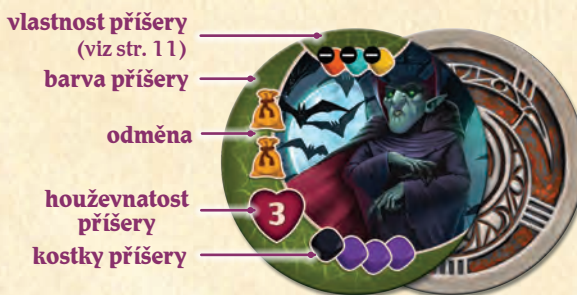 vlastnost příšery
(viz str. 11)
barva příšery
odměna
houževnatost
příšery
3
kostky příšery